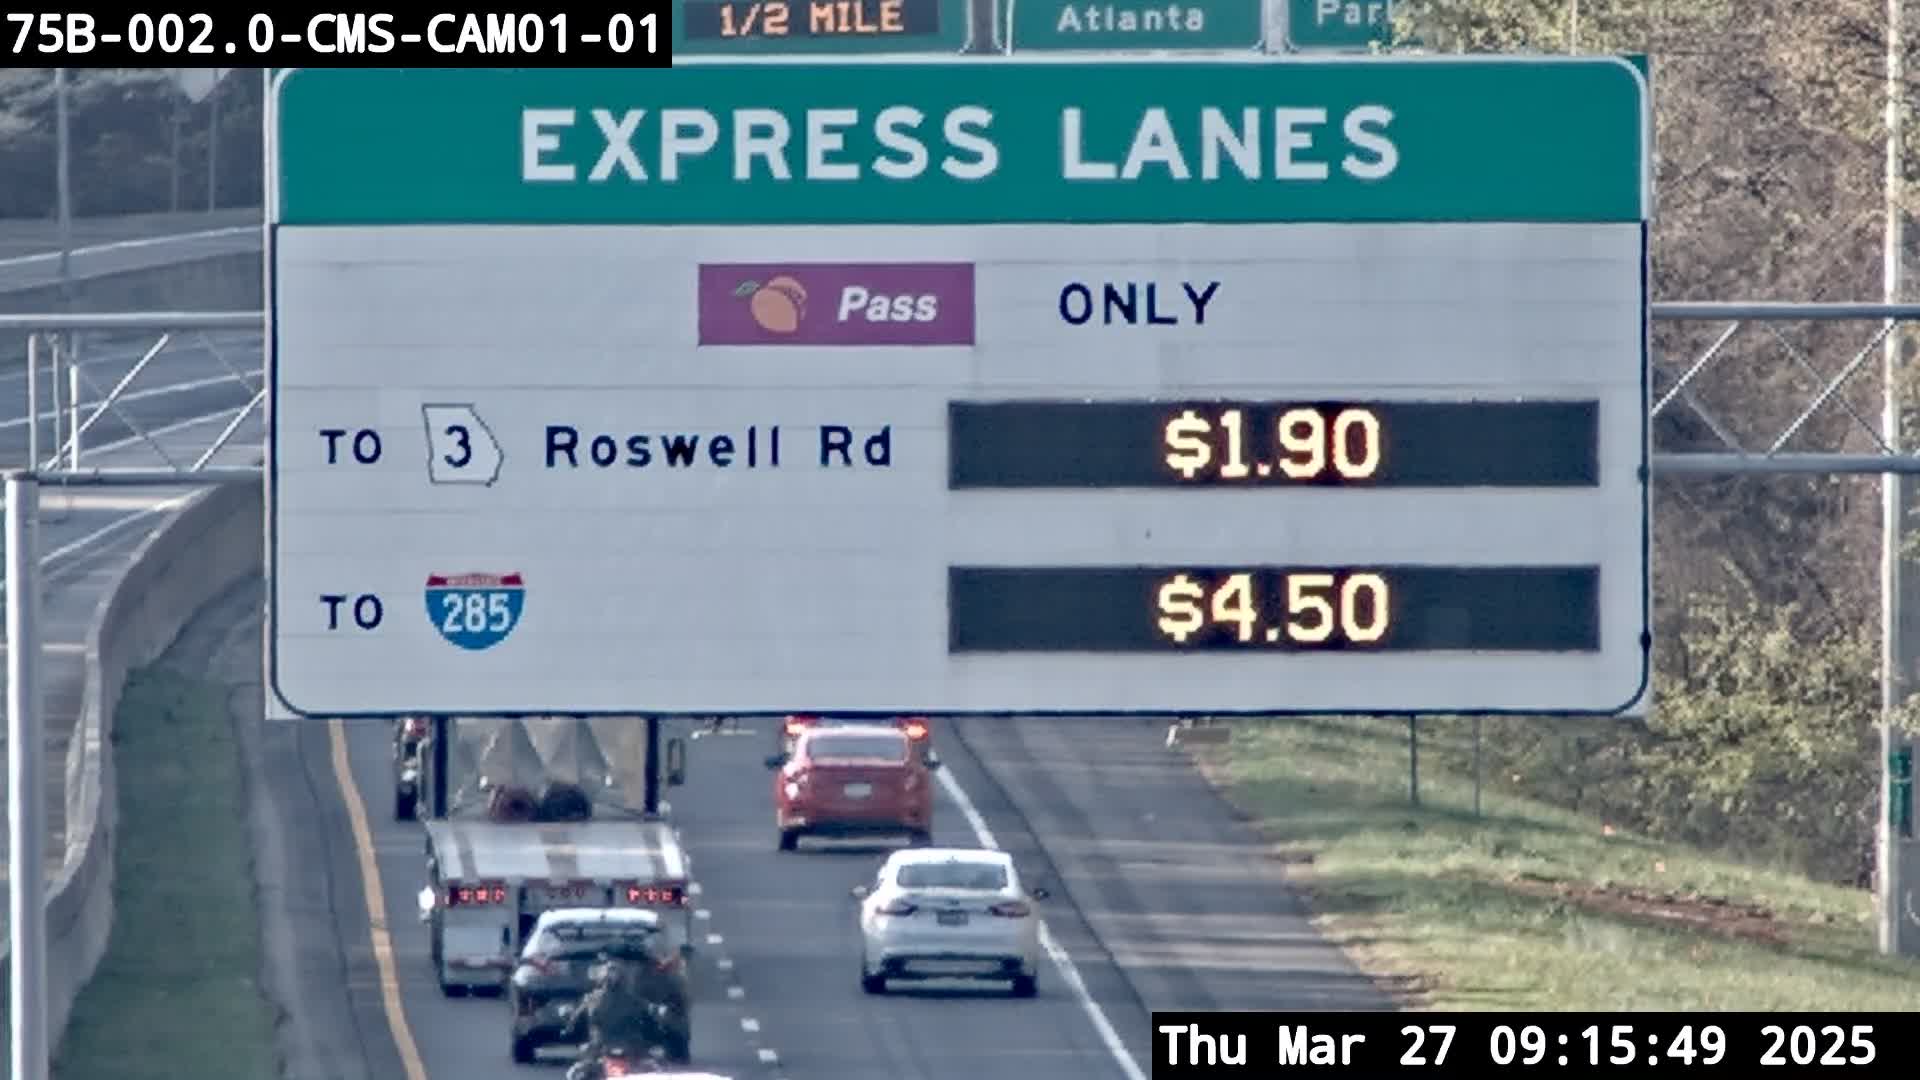 75B-002.0-CMS-CAM01-01
1/2 MILE
Atlanta
EXPRESS LANES
Pass ONLY
TO 3 Roswell Rd $1.90
TO 285 $4.50
Thu Mar 27 09:15:49 2025